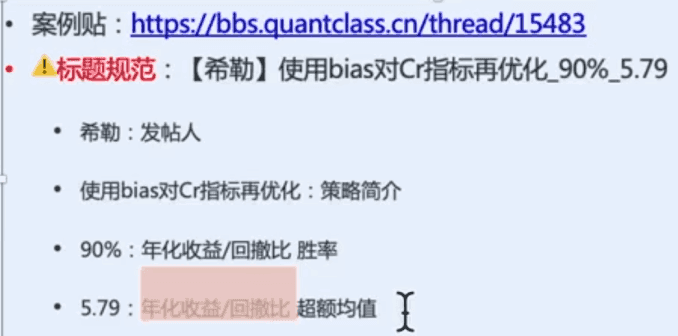 案例贴：https://bbs.quantclass.cn/thread/15483
标题规范：【希勒】使用bias对Cr指标再优化_90%_5.79
希勒：发帖人
使用bias对Cr指标再优化：策略简介
90%：年化收益/回撤比 胜率
5.79：年化收益/回撤比 超额均值